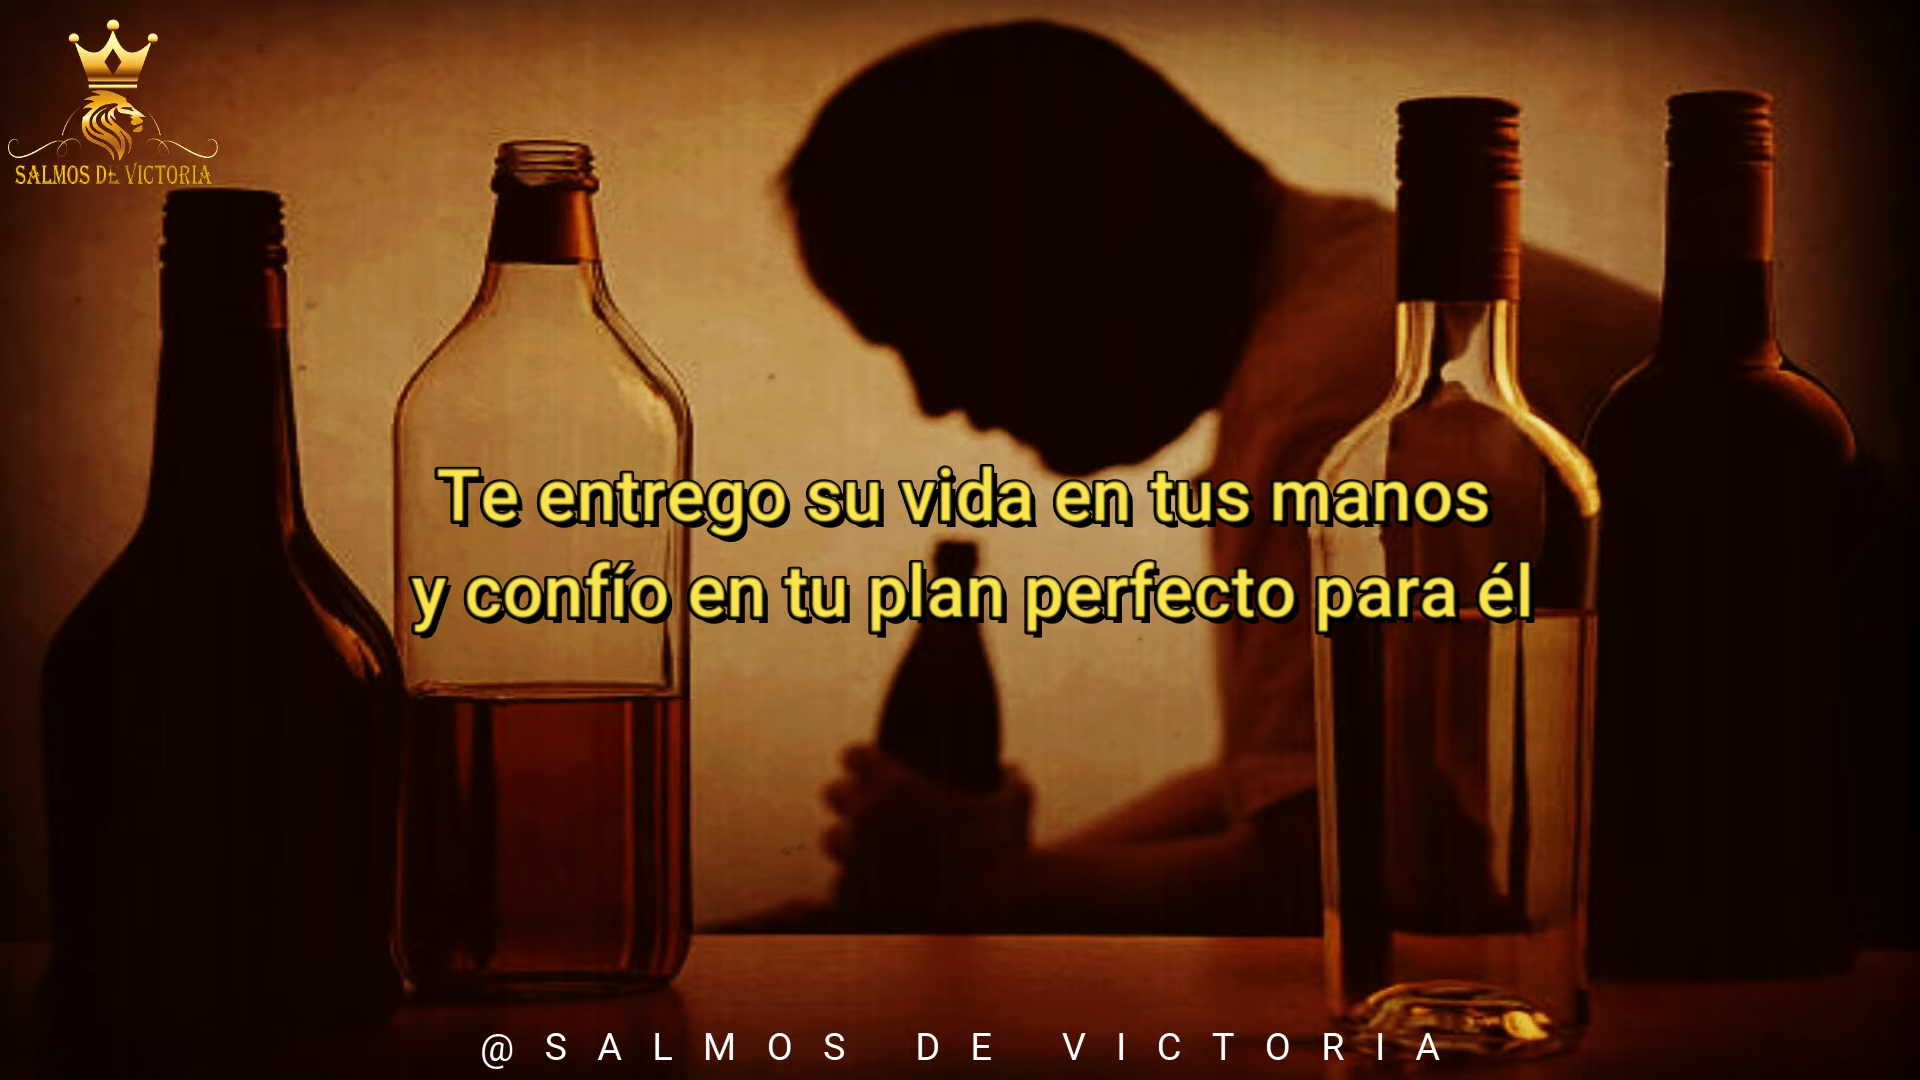 SALMOS DE VICTORIA
Te entrego su vida en tus manos
y confío en tu plan perfecto para él
@SALMOS DE VICTORIA